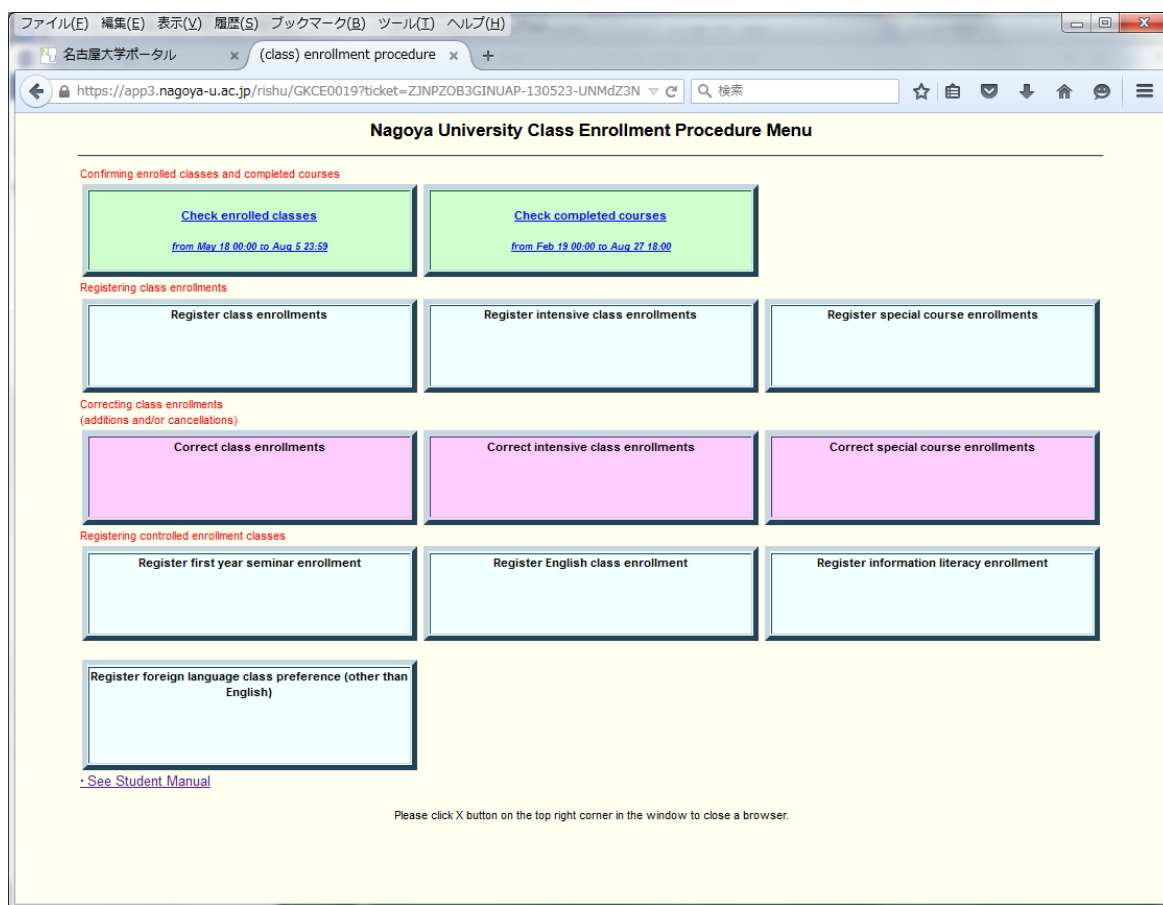 ファイル(F) 編集(E) 表示(V) 履歴(S) ブックマーク(B) ツール(T) ヘルプ(H)
名古屋大学ポータル × (class) enrollment procedure × +
https://app3.nagoya-u.ac.jp/rishu/GKCE0019?ticket=ZJNPZOB3GINUAP-130523-UNMdZ3N 検索
Nagoya University Class Enrollment Procedure Menu
Confirming enrolled classes and completed courses
Check enrolled classes Check completed courses
from May 18 00:00 to Aug 5 23:59 from Feb 19 00:00 to Aug 27 18:00
Registering class enrollments
Register class enrollments Register intensive class enrollments Register special course enrollments
Correcting class enrollments
(additions and/or cancellations)
Correct class enrollments Correct intensive class enrollments Correct special course enrollments
Registering controlled enrollment classes
Register first year seminar enrollment Register English class enrollment Register information literacy enrollment
Register foreign language class preference (other than
English)
・See Student Manual
Please click X button on the top right corner in the window to close a browser.